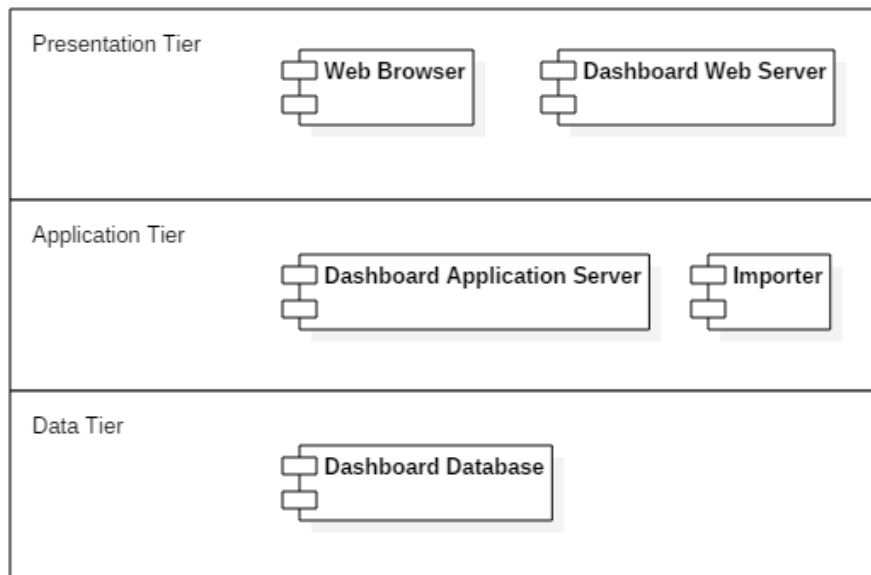 Presentation Tier
Web Browser
Dashboard Web Server
Application Tier
Dashboard Application Server
Importer
Data Tier
Dashboard Database